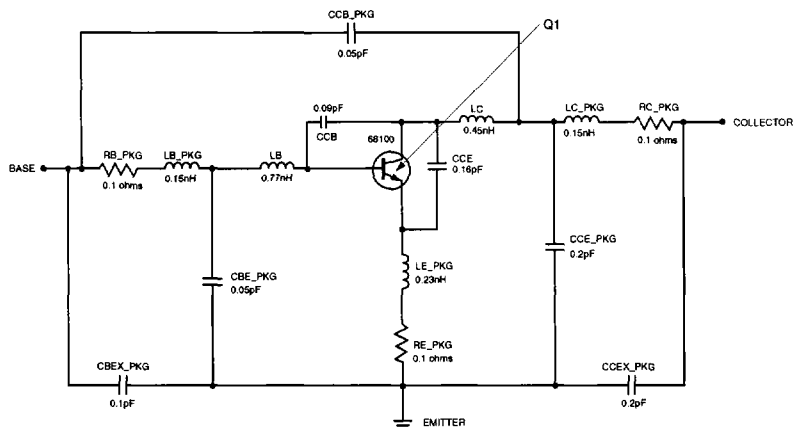 CCB_PKG
Q1
0.05pF
0.09pF
CCB
68100
LC
0.45nH
LC_PKG
0.15nH
RC_PKG
0.1 ohms
COLLECTOR
BASE
RB_PKG
0.1 ohms
LB_PKG
0.15nH
LB
0.77nH
CCE
0.16pF
CBE_PKG
0.05pF
LE_PKG
0.23nH
CCE_PKG
0.2pF
RE_PKG
0.1 ohms
CBEX_PKG
0.1pF
CCEX_PKG
0.2pF
EMITTER